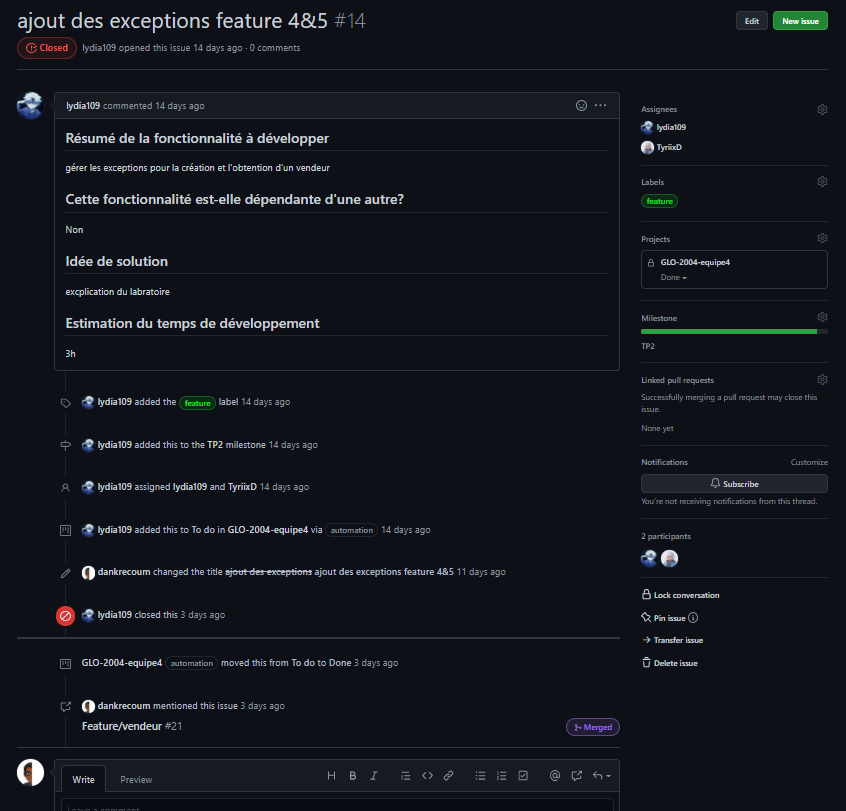 ajout des exceptions feature 4&5 #14
Edit
New issue
Closed
lydia109 opened this issue 14 days ago · 0 comments
lydia109 commented 14 days ago
Résumé de la fonctionnalité à développer
gérer les exceptions pour la création et l'obtention d'un vendeur
Cette fonctionnalité est-elle dépendante d'une autre?
Non
Idée de solution
excplication du labratoire
Estimation du temps de développement
3h
lydia109 added the feature label 14 days ago
lydia109 added this to the TP2 milestone 14 days ago
lydia109 assigned lydia109 and TyriixD 14 days ago
lydia109 added this to To do in GLO-2004-equipe4 via automation 14 days ago
dankrecoum changed the title ajout des exceptions ajout des exceptions feature 4&5 11 days ago
lydia109 closed this 3 days ago
GLO-2004-equipe4 automation moved this from To do to Done 3 days ago
dankrecoum mentioned this issue 3 days ago
Feature/vendeur #21
Merged
Write
Preview
Leave a comment
Assignees
lydia109
TyriixD
Labels
feature
Projects
GLO-2004-equipe4
Done
Milestone
TP2
Linked pull requests
Successfully merging a pull request may close this
issue.
None yet
Notifications
Customize
Subscribe
You're not receiving notifications from this thread.
2 participants
Lock conversation
Pin issue
Transfer issue
Delete issue